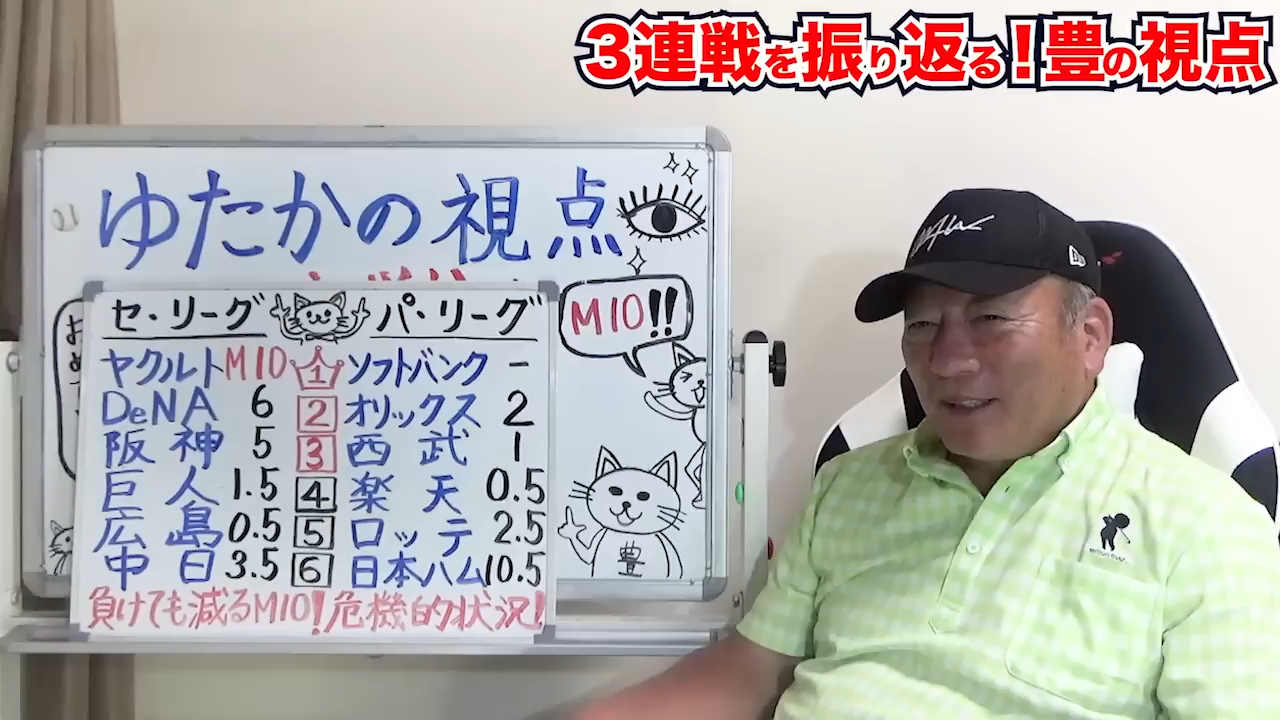 3連戦を振り返る!豊の視点
ゆたかの視点
M10!!
セ・リーグ パ・リーグ
ヤクルト M10 1 ソフトバンク -
DeNA 6 2 オリックス 2
阪神 5 3 西武 1
巨人 1.5 4 楽天 0.5
広島 0.5 5 ロッテ 2.5
中日 3.5 6 日本ハム 10.5
負けても減るM10!危機的状況!
豊